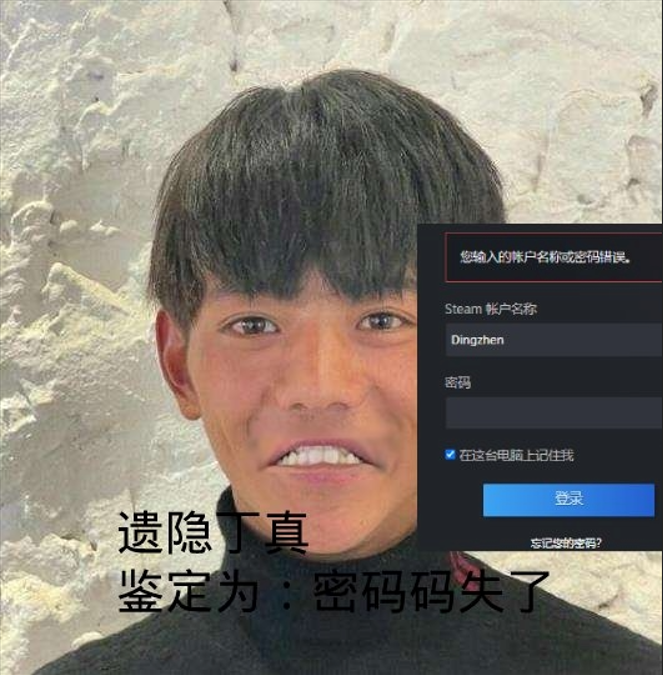 您输入的帐户名称或密码错误。
Steam 帐户名称
Dingzhen
密码
在这台电脑上记住我
登录
忘记您的密码?
遗隐丁真
鉴定为：密码码失了